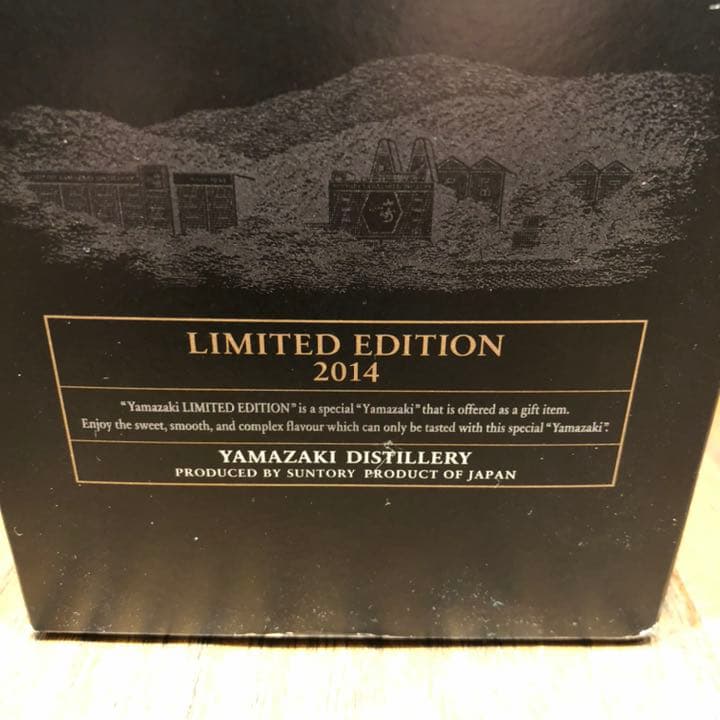 LIMITED EDITION
2014
"Yamazaki LIMITED EDITION" is a special "Yamazaki" that is offered as a gift item.
Enjoy the sweet, smooth, and complex flavour which can only be tasted with this special "Yamazaki".
YAMAZAKI DISTILLERY
PRODUCED BY SUNTORY PRODUCT OF JAPAN